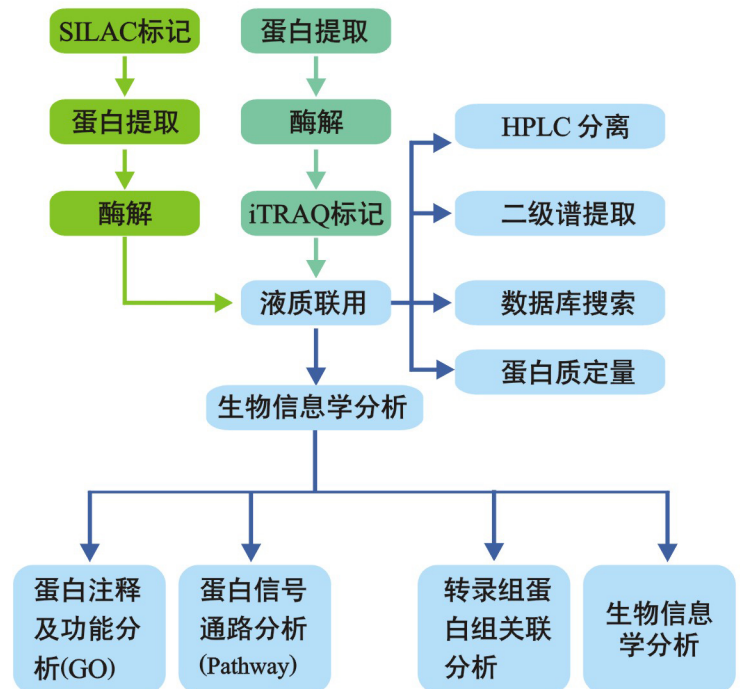 SILAC标记
蛋白提取
酶解
蛋白提取
酶解
iTRAQ标记
液质联用
HPLC 分离
二级谱提取
数据库搜索
蛋白质定量
生物信息学分析
蛋白注释
及功能分
析(GO)
蛋白信号
通路分析
(Pathway)
转录组蛋
白组关联
分析
生物信息
学分析